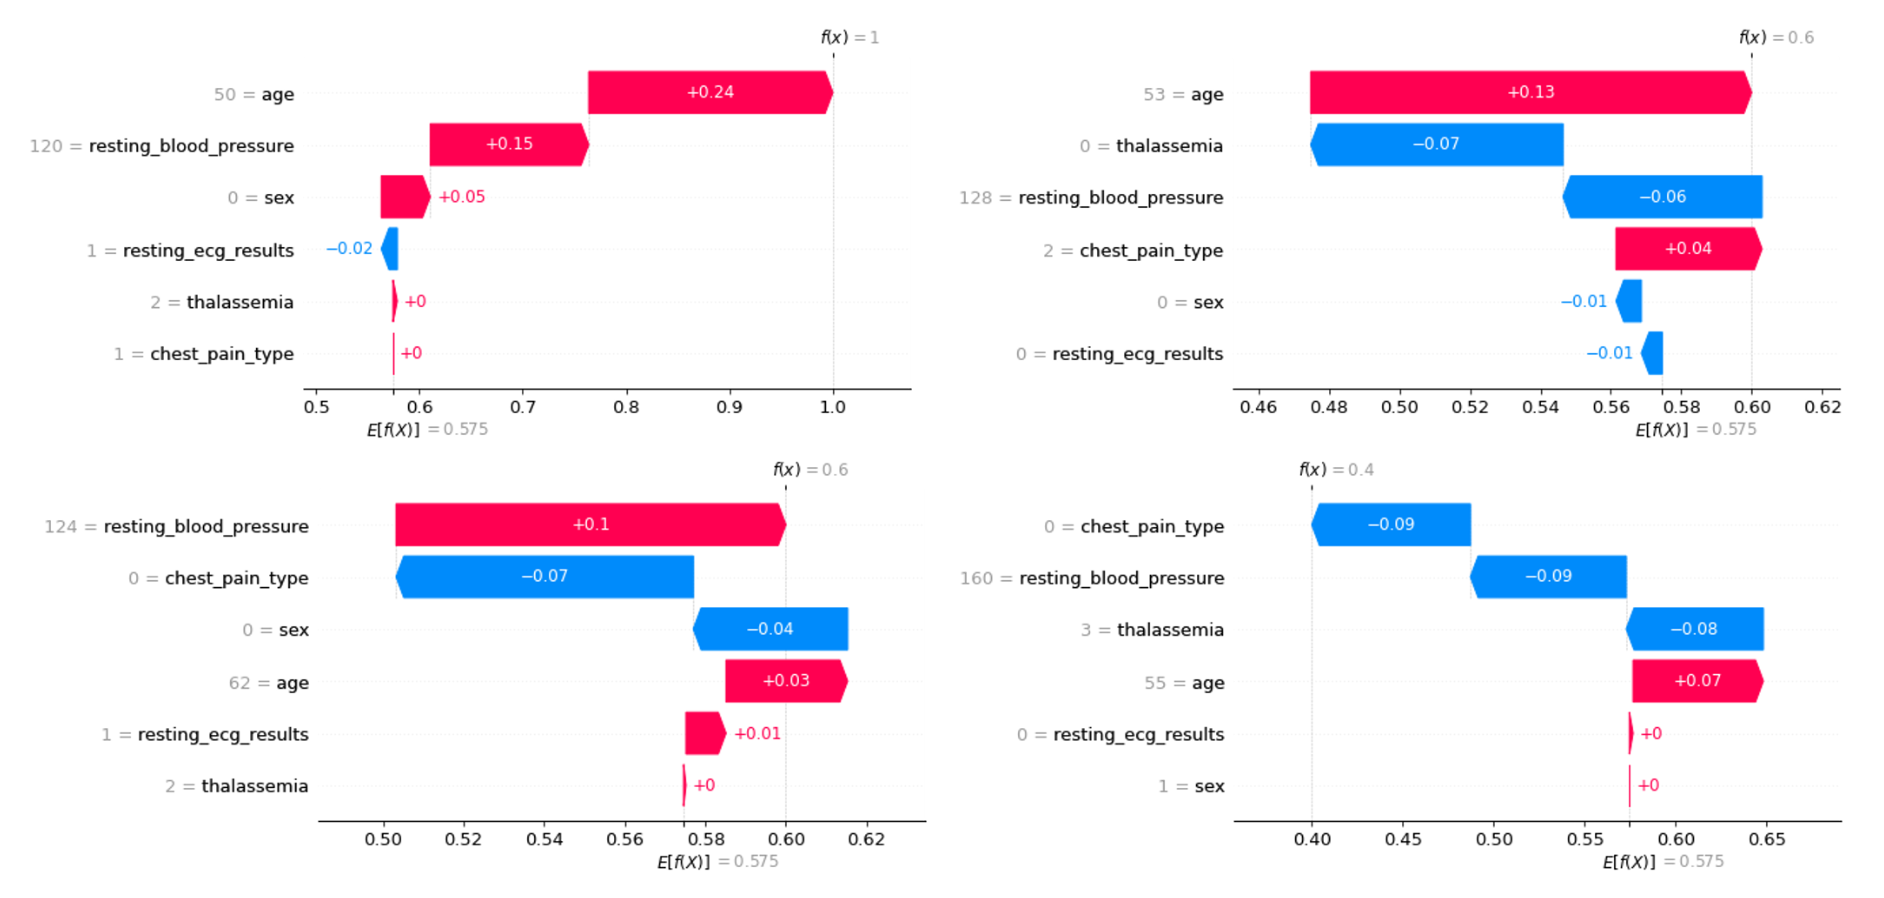 f(x) = 1
50 = age
+0.24
120 = resting_blood_pressure
+0.15
0 = sex
+0.05
1 = resting_ecg_results
−0.02
2 = thalassemia
+0
1 = chest_pain_type
+0
0.5 0.6 0.7 0.8 0.9 1.0
E[f(X)] = 0.575
f(x) = 0.6
53 = age
+0.13
0 = thalassemia
−0.07
128 = resting_blood_pressure
−0.06
2 = chest_pain_type
+0.04
0 = sex
−0.01
0 = resting_ecg_results
−0.01
0.46 0.48 0.50 0.52 0.54 0.56 0.58 0.60 0.62
E[f(X)] = 0.575
f(x) = 0.6
124 = resting_blood_pressure
+0.1
0 = chest_pain_type
−0.07
0 = sex
−0.04
62 = age
+0.03
1 = resting_ecg_results
+0.01
2 = thalassemia
+0
0.50 0.52 0.54 0.56 0.58 0.60 0.62
E[f(X)] = 0.575
f(x) = 0.4
0 = chest_pain_type
−0.09
160 = resting_blood_pressure
−0.09
3 = thalassemia
−0.08
55 = age
+0.07
0 = resting_ecg_results
+0
1 = sex
+0
0.40 0.45 0.50 0.55 0.60 0.65
E[f(X)] = 0.575